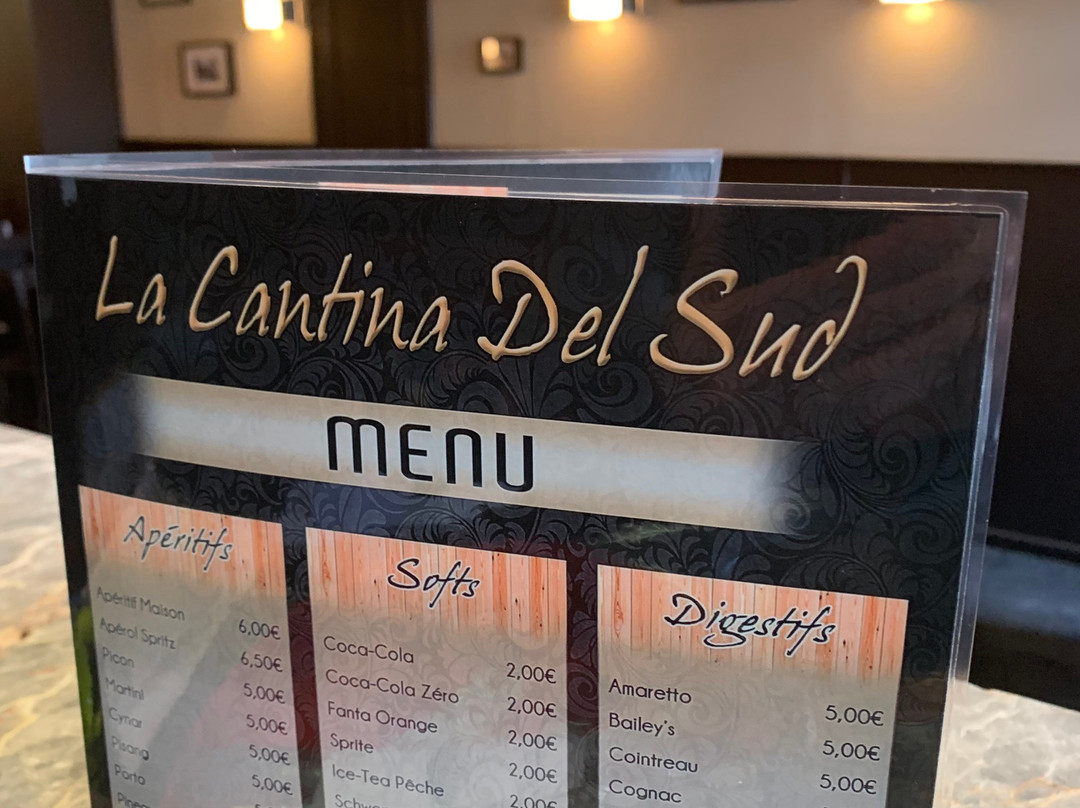 La Cantina Del Sud
MENU
Apéritifs
Apéritif Maison 6,00€
Apérol Spritz 6,50€
Picon 5,00€
Martini 5,00€
Cynar 5,00€
Pisang 5,00€
Porto
Softs
Coca-Cola 2,00€
Coca-Cola Zéro 2,00€
Fanta Orange 2,00€
Sprite 2,00€
Ice-Tea Pêche 2,00€
Digestifs
Amaretto 5,00€
Bailey's 5,00€
Cointreau 5,00€
Cognac